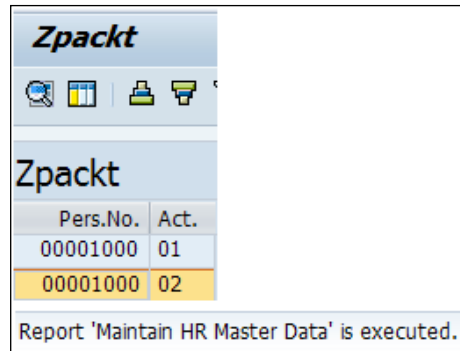 Zpackt
Zpackt
Pers.No. Act.
00001000 01
00001000 02
Report 'Maintain HR Master Data' is executed.